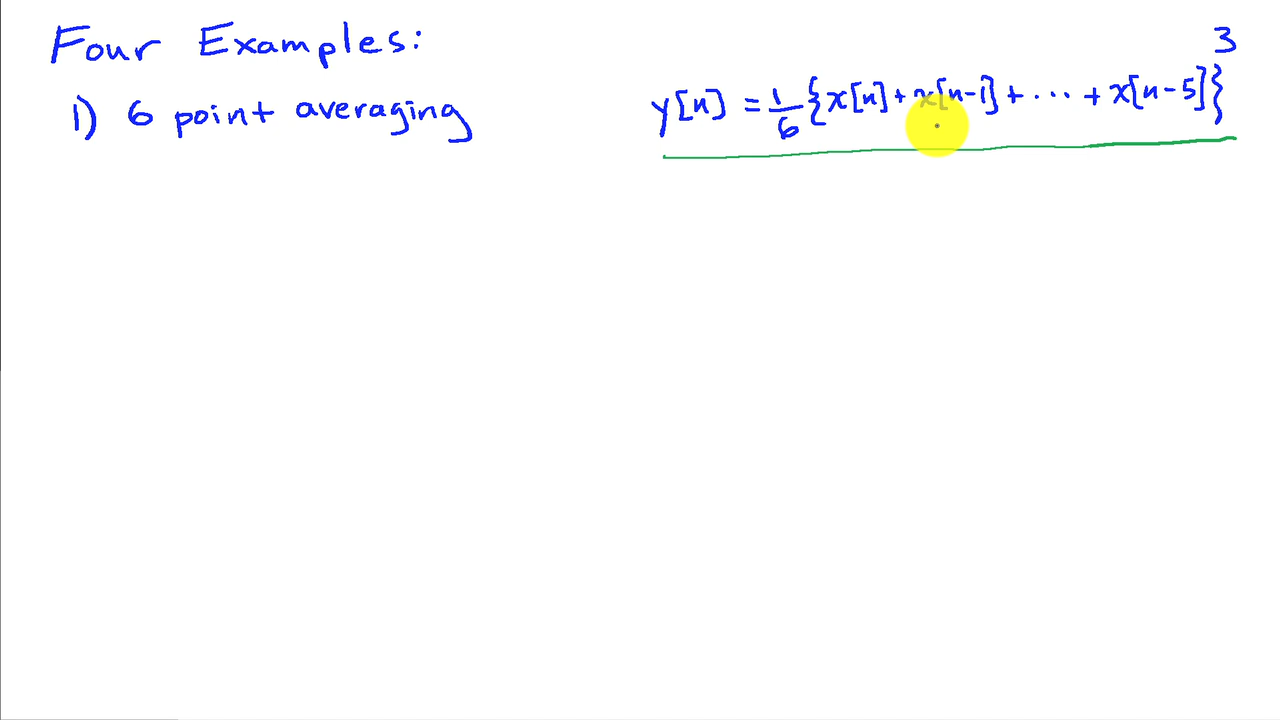 Four Examples:
3
1) 6 point averaging y[n] = 1/6 {x[n] + x[n-1] + ... + x[n-5]}